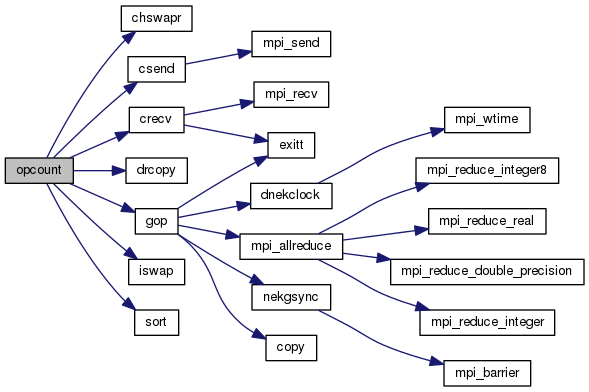 chswapr
mpi_send
csend
mpi_recv
crecv
mpi_wtime
exitt
opcount
drcopy
mpi_reduce_integer8
dnekclock
gop
mpi_reduce_real
mpi_allreduce
iswap
mpi_reduce_double_precision
nekgsync
sort
mpi_reduce_integer
copy
mpi_barrier